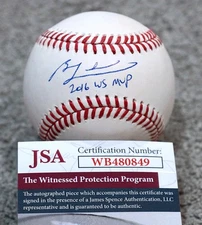 2016 WS MVP
JSA
Certification Number:
WB480849
The Witnessed Protection Program
The autographed piece which accompanies this certificate was
signed in the presence of a James Spence Authentication, LLC
representative and is guaranteed to be authentic.